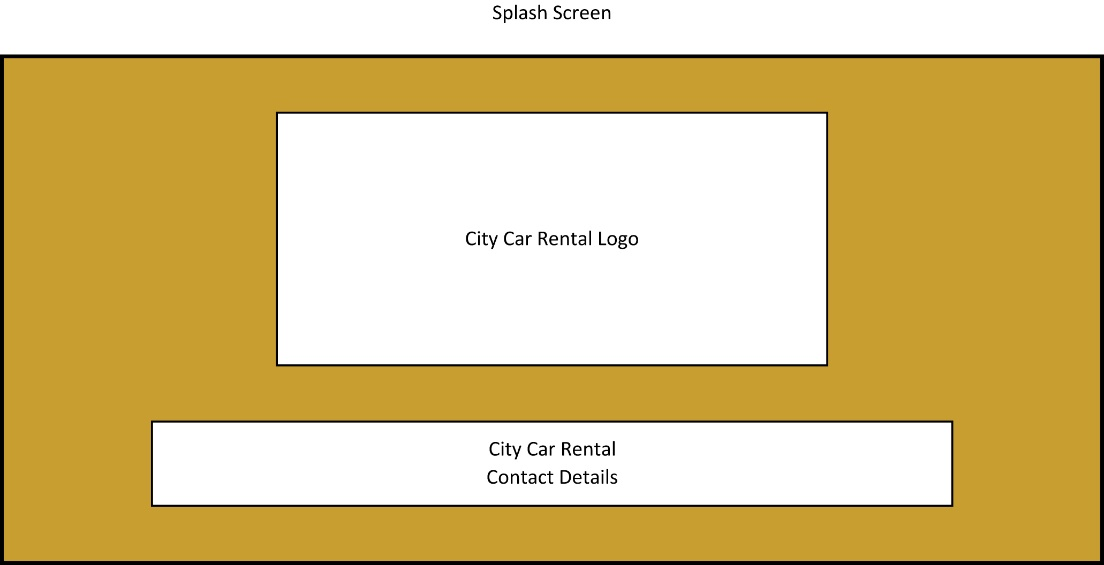 Splash Screen
City Car Rental Logo
City Car Rental
Contact Details